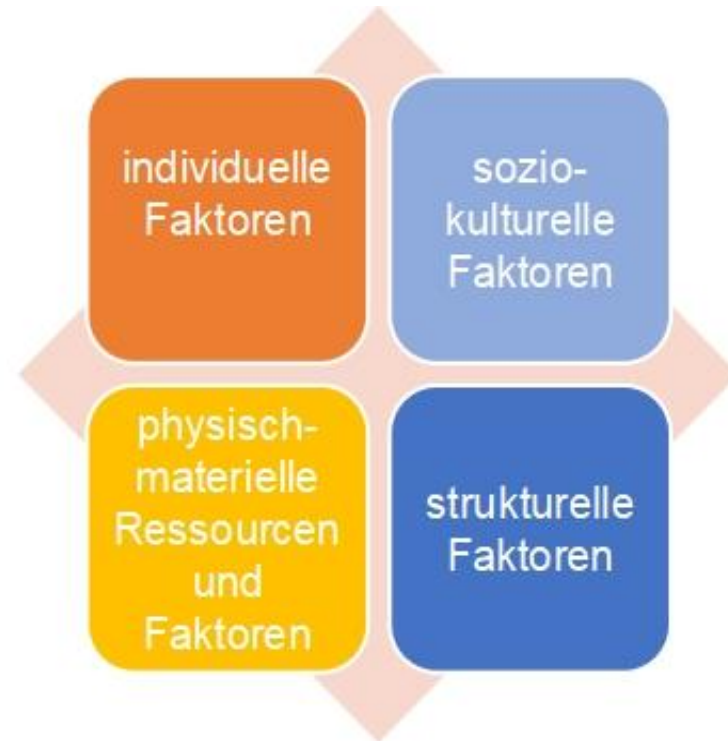 individuelle
Faktoren
sozio-
kulturelle
Faktoren
physisch-
materielle
Ressourcen
und
Faktoren
strukturelle
Faktoren